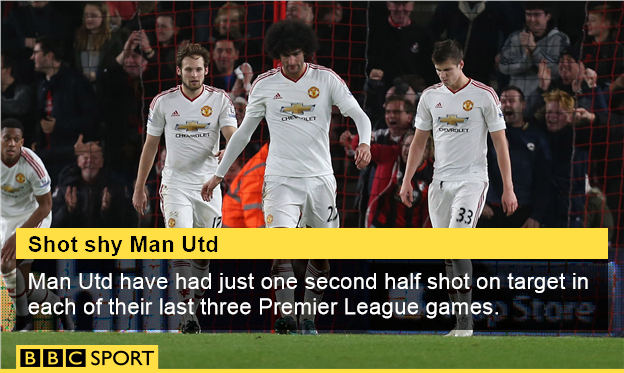 CHEVROLET
CHEVROLET
CHEVROLET
17
33
Shot shy Man Utd
Man Utd have had just one second half shot on target in
each of their last three Premier League games.
Store
BBC SPORT